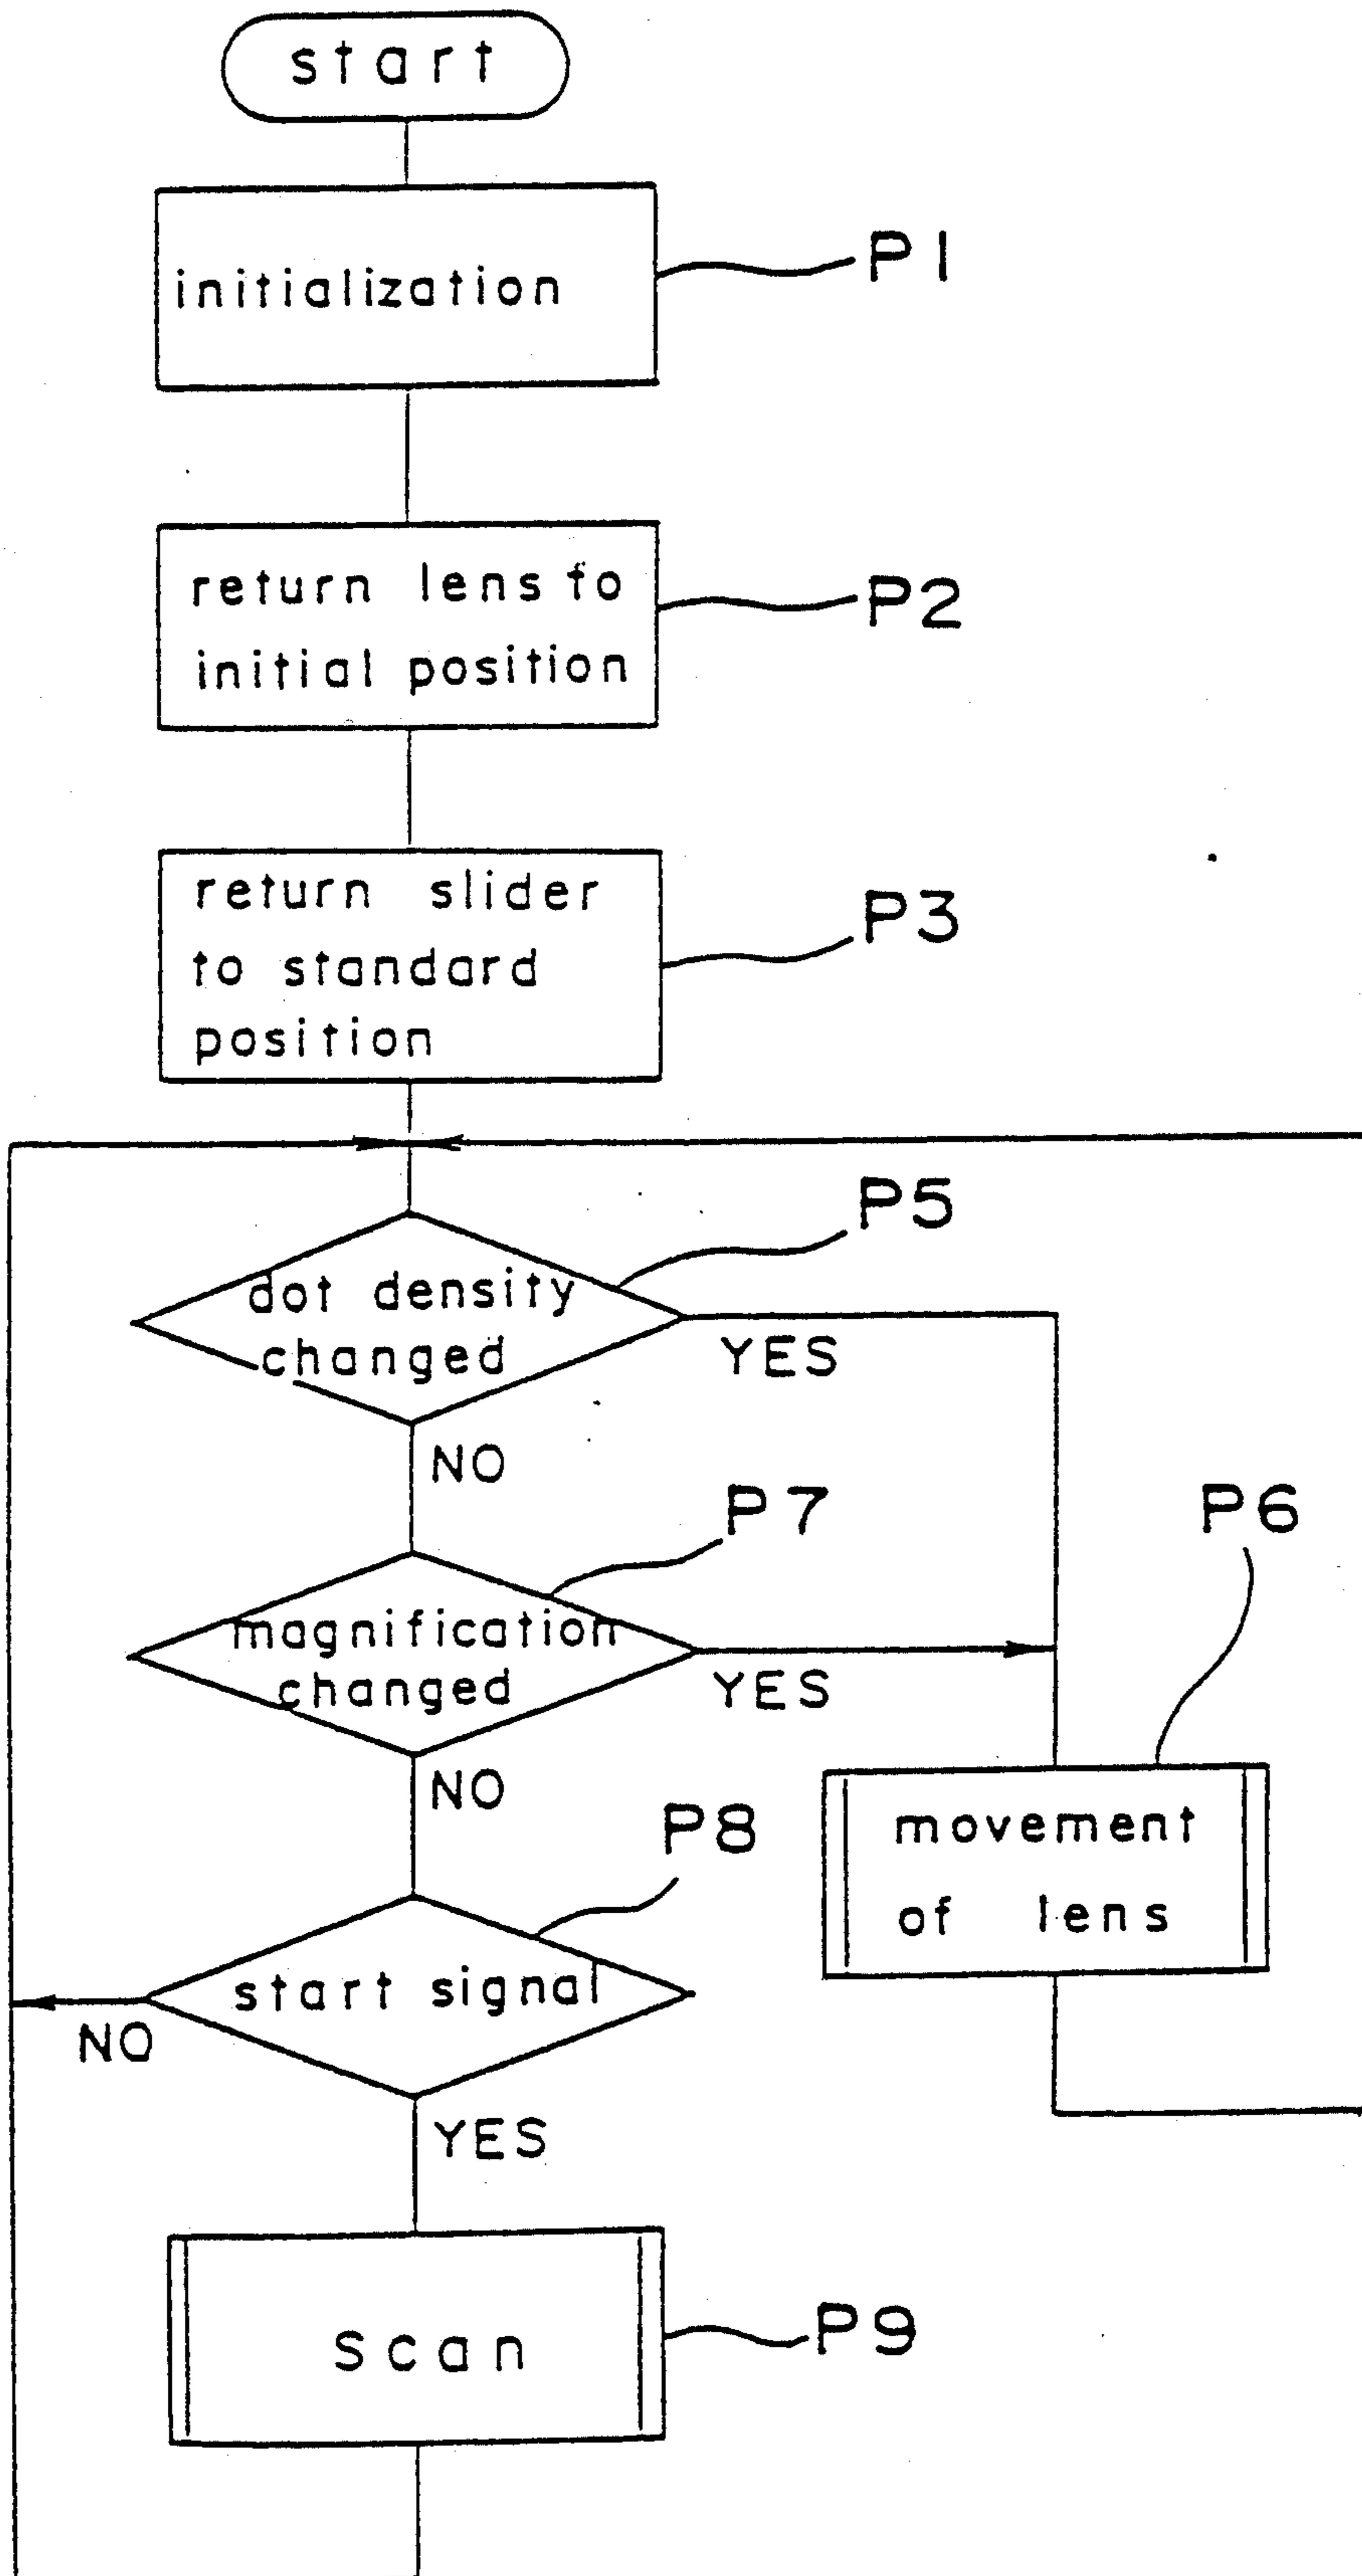 start
initialization
P1
return lens to
initial position
P2
return slider
to standard
position
P3
dot density
changed
P5
YES
NO
magnification
changed
P7
YES
NO
P6
movement
of lens
start signal
P8
NO
YES
scan
P9